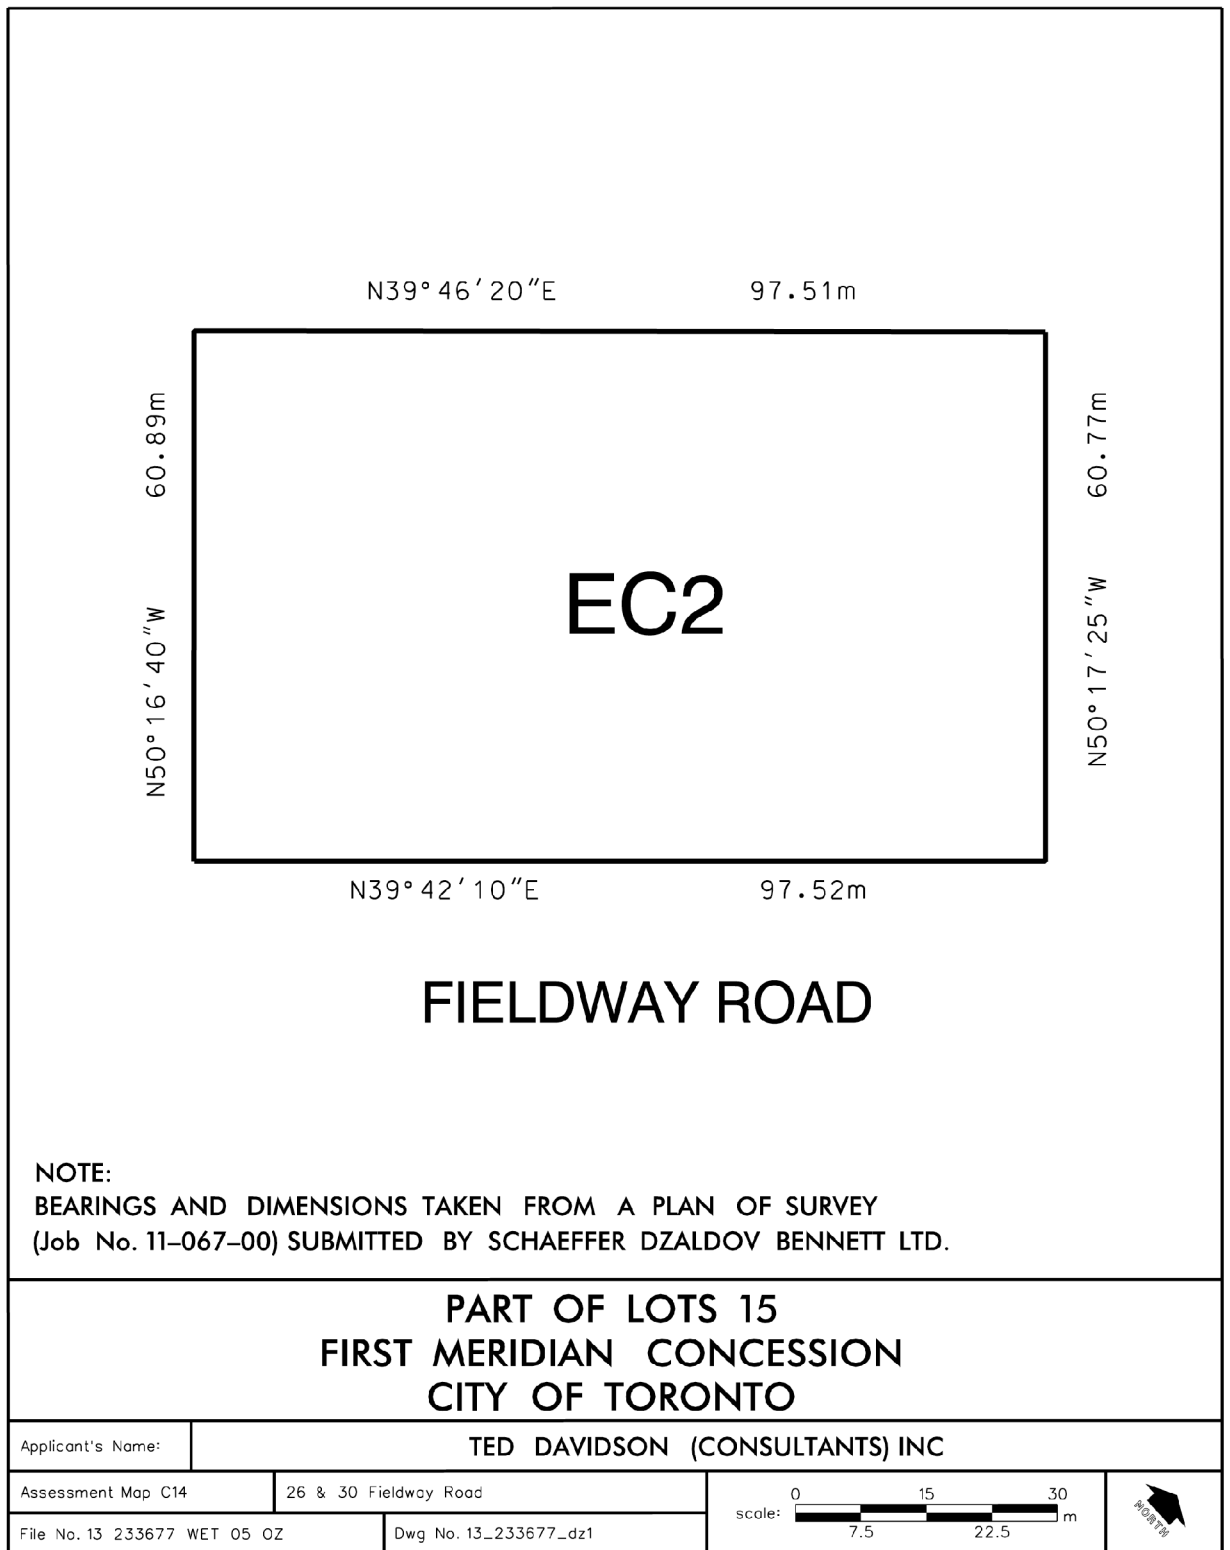 N39°46'20"E 97.51m
60.89m
N50°16'40"W
60.77m
N50°17'25"W
EC2
N39°42'10"E 97.52m
FIELDWAY ROAD
NOTE:
BEARINGS AND DIMENSIONS TAKEN FROM A PLAN OF SURVEY
(Job No. 11-067-00) SUBMITTED BY SCHAEFFER DZALDOV BENNETT LTD.
PART OF LOTS 15
FIRST MERIDIAN CONCESSION
CITY OF TORONTO
Applicant's Name: TED DAVIDSON (CONSULTANTS) INC
Assessment Map C14 26 & 30 Fieldway Road
File No. 13 233677 WET 05 OZ Dwg No. 13_233677_dz1
0 15 30
scale: m
7.5 22.5
NORTH